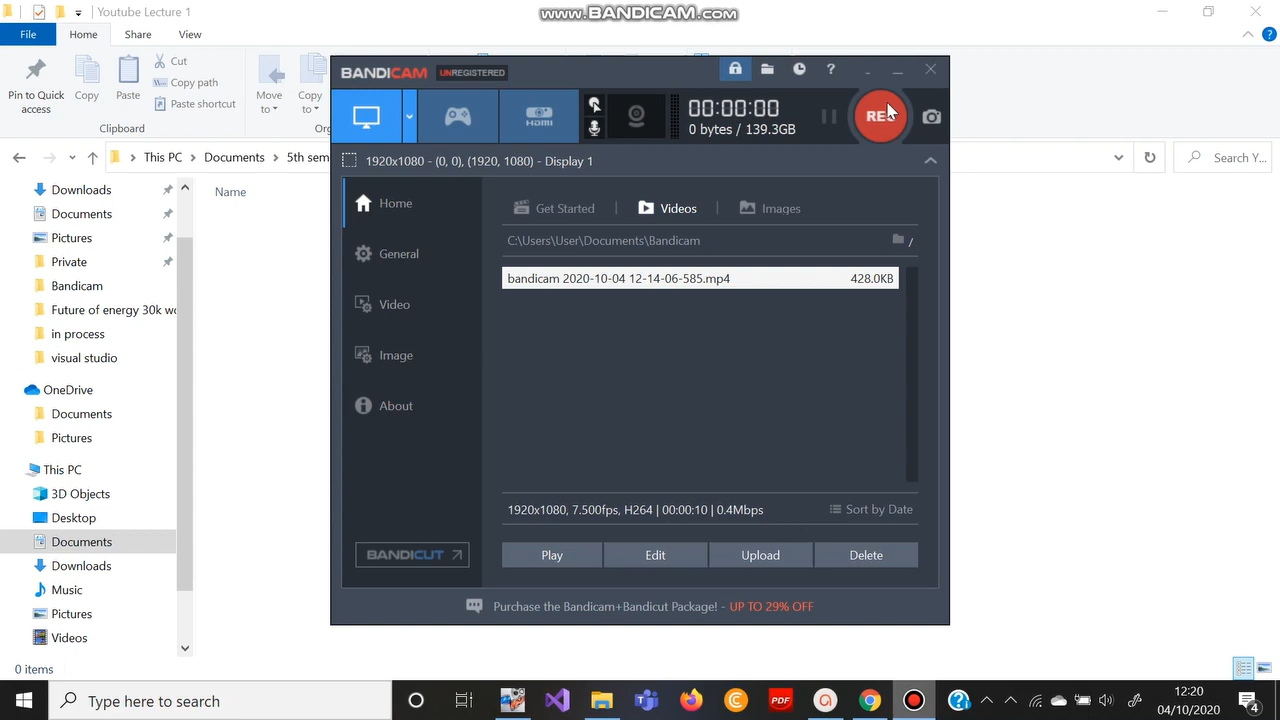 Youtube Lecture 1
www.BANDICAM.com
File
Home
Share
View
Pin to Quick access
Copy
Paste
Cut
Copy path
Paste shortcut
Clipboard
Move to
Copy to
Org
This PC
Documents
5th sem
Search Y...
Name
Downloads
Documents
Pictures
Private
Bandicam
Future of energy 30k wo
in process
visual studio
OneDrive
Documents
Pictures
This PC
3D Objects
Desktop
Documents
Downloads
Music
Pictures
Videos
0 items
BANDICAM UNREGISTERED
?
HDMI
00:00:00
0 bytes / 139.3GB
1920x1080 - (0, 0), (1920, 1080) - Display 1
Home
General
Video
Image
About
BANDICUT
Get Started
Videos
Images
C:\Users\User\Documents\Bandicam
/
bandicam 2020-10-04 12-14-06-585.mp4 428.0KB
1920x1080, 7.500fps, H264 | 00:00:10 | 0.4Mbps
Sort by Date
Play
Edit
Upload
Delete
Purchase the Bandicam+Bandicut Package! - UP TO 29% OFF
Type here to search
PDF
12:20
04/10/2020
4